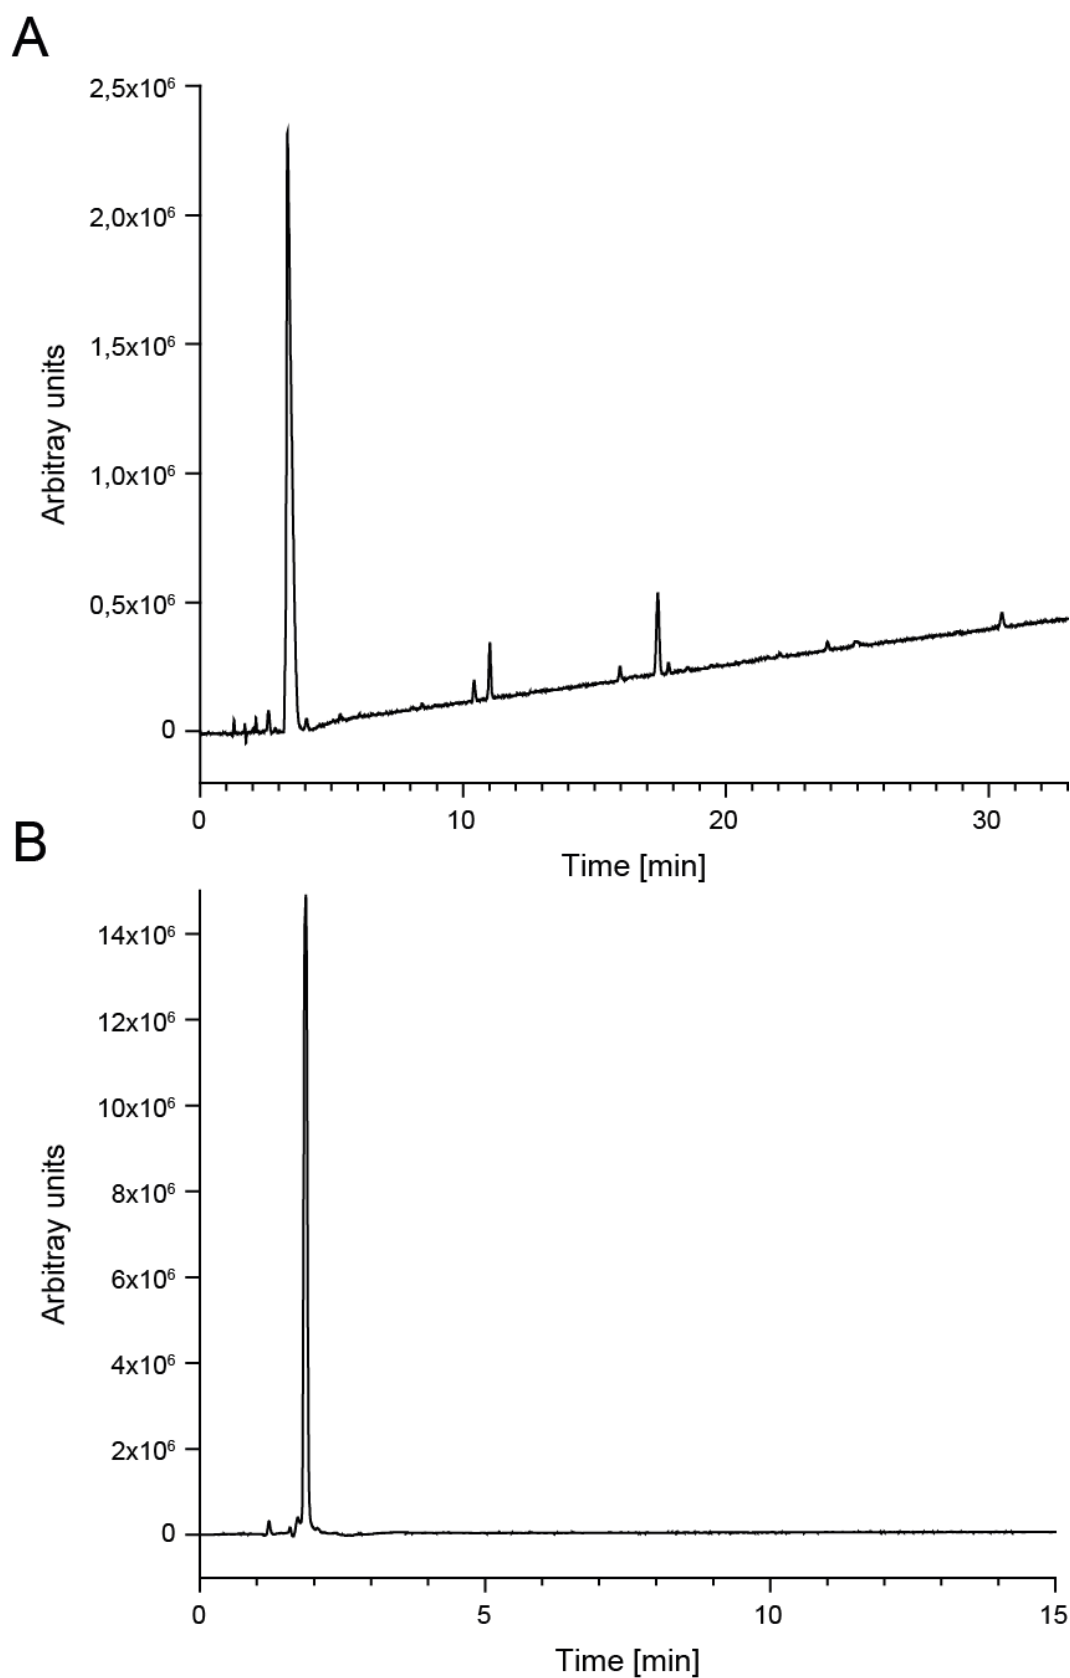 A
2,5x10⁶
2,0x10⁶
1,5x10⁶
1,0x10⁶
0,5x10⁶
0
Arbitray units
0 10 20 30
Time [min]
B
14x10⁶
12x10⁶
10x10⁶
8x10⁶
6x10⁶
4x10⁶
2x10⁶
0
Arbitray units
0 5 10 15
Time [min]